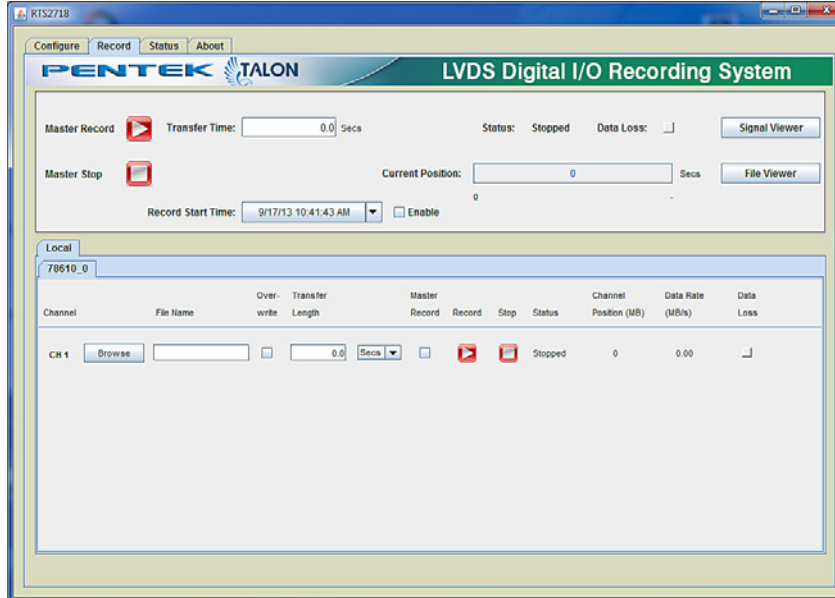 RTS2718
Configure Record Status About
PENTEK TALON LVDS Digital I/O Recording System
Master Record Transfer Time: 0.0 Secs Status: Stopped Data Loss: Signal Viewer
Master Stop Current Position: 0 Secs File Viewer
0 -
Record Start Time: 9/17/13 10:41:43 AM Enable
Local
78610_0
Over- Transfer Master Channel Data Rate Data
Channel File Name write Length Record Record Stop Status Position (MB) (MB/s) Loss
CH 1 Browse 0.0 Secs Stopped 0 0.00